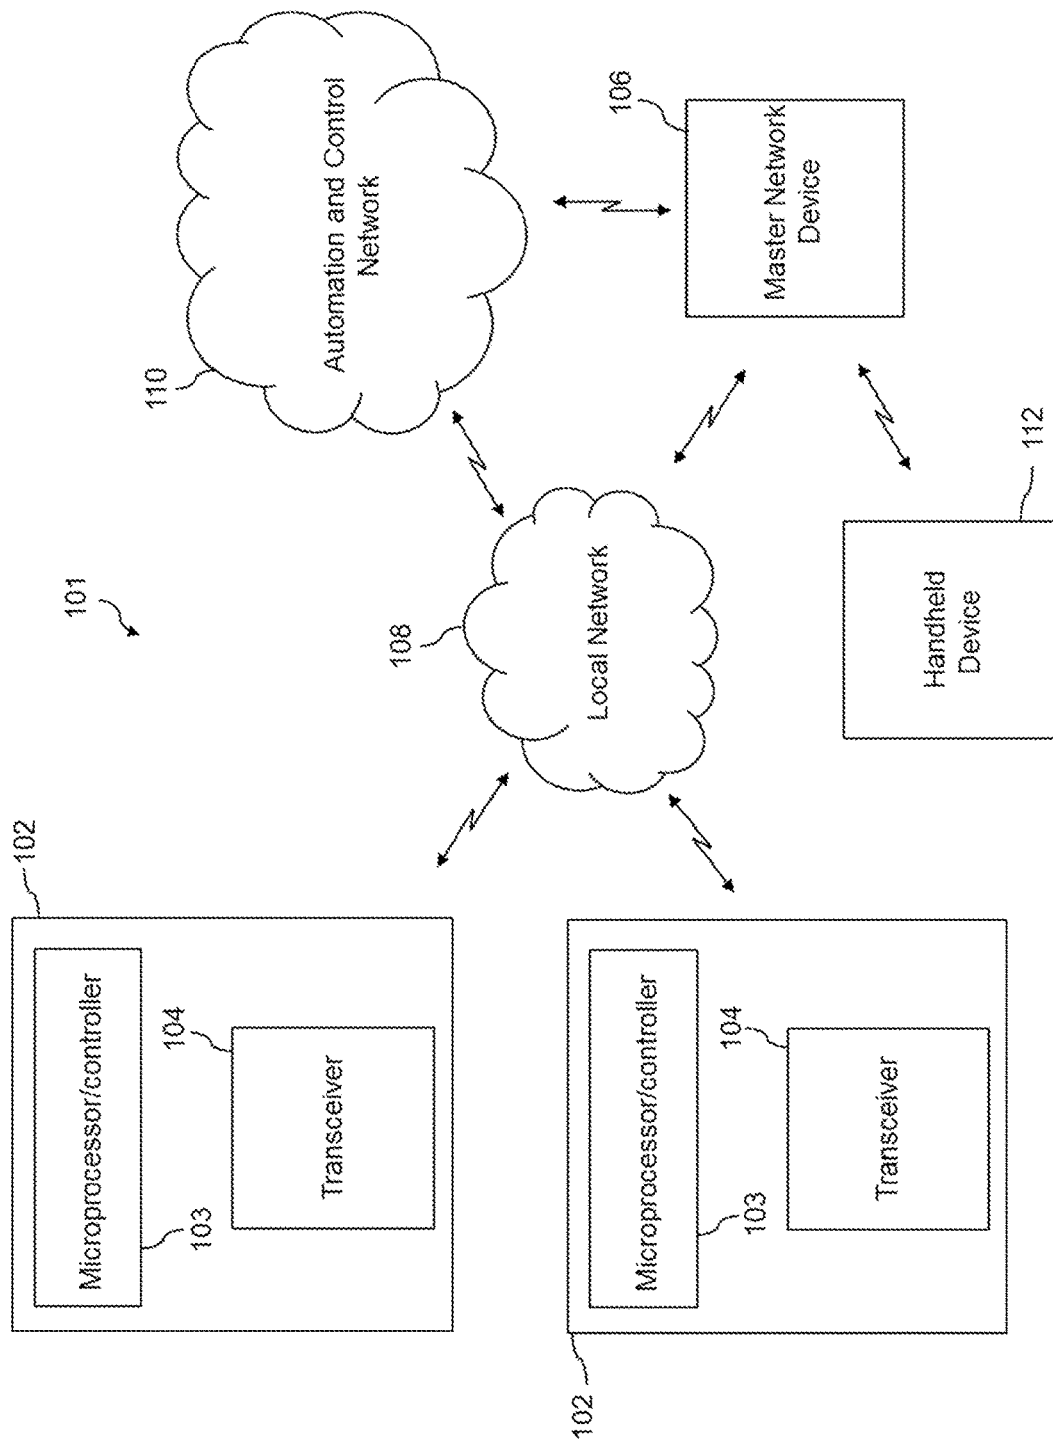 102
Microprocessor/controller
103
104
Transceiver
101
110
Automation and Control
Network
108
Local Network
102
Microprocessor/controller
103
104
Transceiver
106
Master Network
Device
Handheld
Device
112